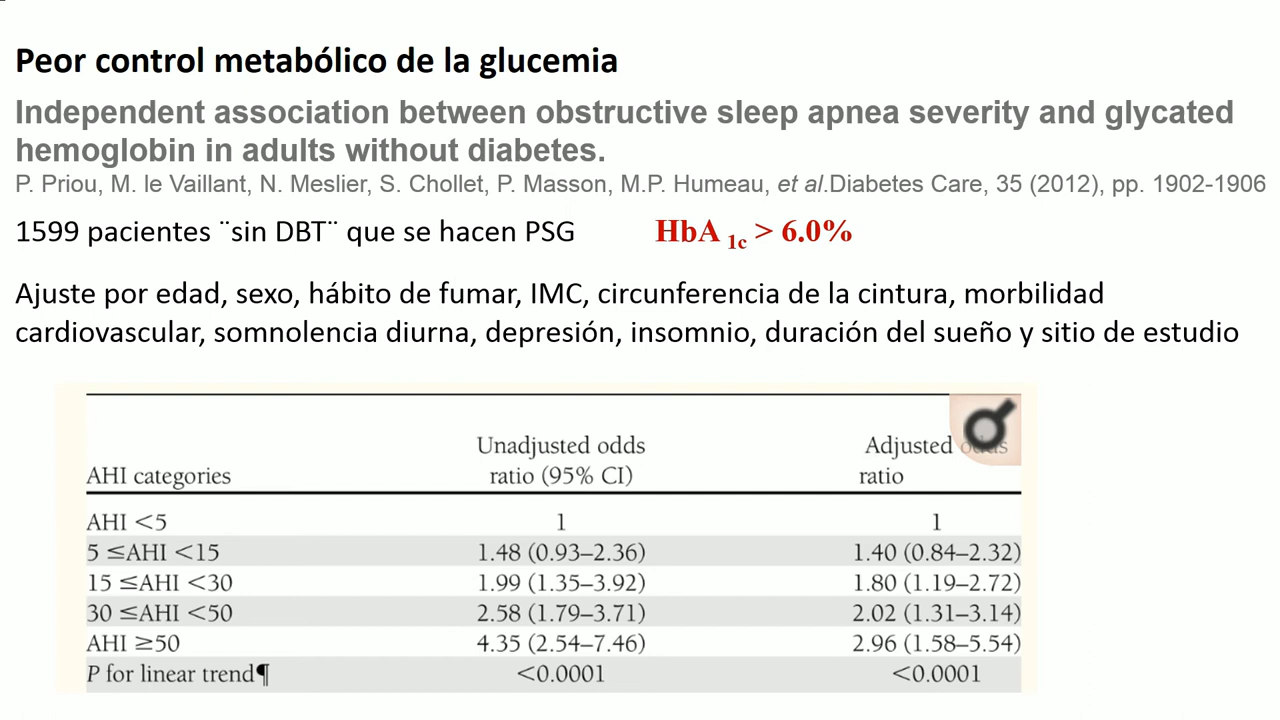 Peor control metabólico de la glucemia
Independent association between obstructive sleep apnea severity and glycated
hemoglobin in adults without diabetes.
P. Priou, M. le Vaillant, N. Meslier, S. Chollet, P. Masson, M.P. Humeau, et al.Diabetes Care, 35 (2012), pp. 1902-1906
1599 pacientes ¨sin DBT¨ que se hacen PSG HbA 1c > 6.0%
Ajuste por edad, sexo, hábito de fumar, IMC, circunferencia de la cintura, morbilidad
cardiovascular, somnolencia diurna, depresión, insomnio, duración del sueño y sitio de estudio
Unadjusted odds Adjusted odds
AHI categories ratio (95% CI) ratio
AHI <5 1 1
5 ≤AHI <15 1.48 (0.93–2.36) 1.40 (0.84–2.32)
15 ≤AHI <30 1.99 (1.35–3.92) 1.80 (1.19–2.72)
30 ≤AHI <50 2.58 (1.79–3.71) 2.02 (1.31–3.14)
AHI ≥50 4.35 (2.54–7.46) 2.96 (1.58–5.54)
P for linear trend¶ <0.0001 <0.0001